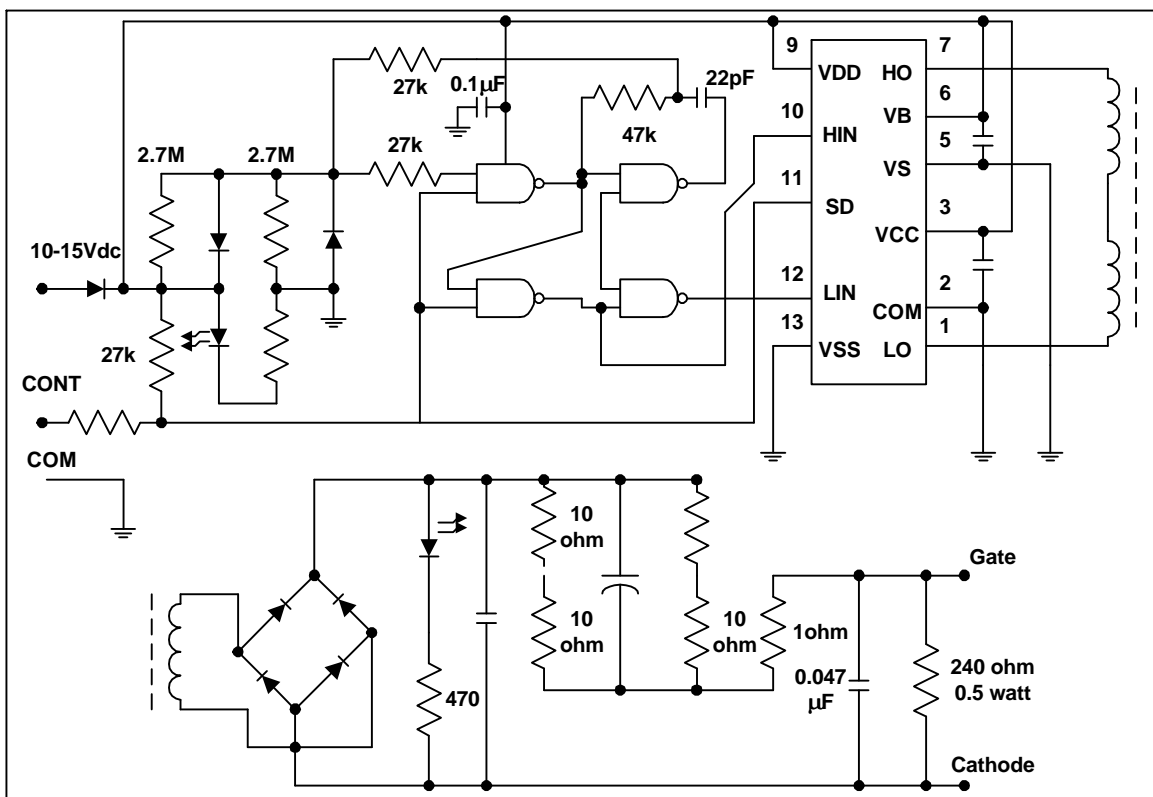 9
7
VDD
HO
27k
0.1μF
22pF
6
VB
10
HIN
47k
5
VS
2.7M
2.7M
27k
11
SD
3
VCC
10-15Vdc
12
LIN
2
COM
13
VSS
1
LO
27k
CONT
COM
10
ohm
10
ohm
10
ohm
1ohm
Gate
470
0.047
μF
240 ohm
0.5 watt
Cathode